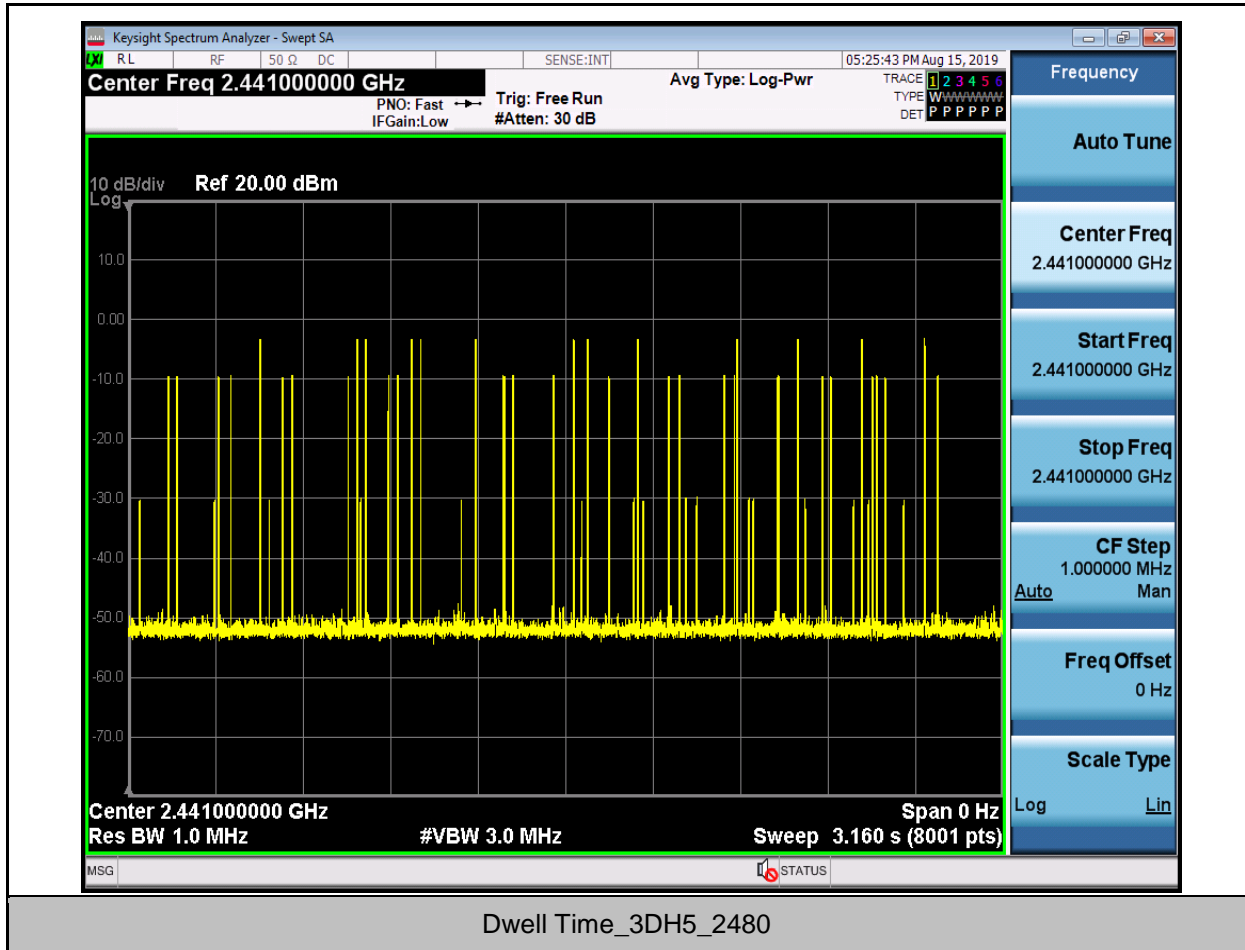 Keysight Spectrum Analyzer - Swept SA
LXI RL RF 50 Ω DC SENSE:INT 05:25:43 PM Aug 15, 2019
Center Freq 2.441000000 GHz
PNO: Fast
IFGain:Low
Trig: Free Run
#Atten: 30 dB
Avg Type: Log-Pwr
TRACE 1 2 3 4 5 6
TYPE WWWWWW
DET P P P P P P
10 dB/div Ref 20.00 dBm
Log
10.0
0.00
-10.0
-20.0
-30.0
-40.0
-50.0
-60.0
-70.0
Center 2.441000000 GHz Span 0 Hz
Res BW 1.0 MHz #VBW 3.0 MHz Sweep 3.160 s (8001 pts)
MSG STATUS
Frequency
Auto Tune
Center Freq
2.441000000 GHz
Start Freq
2.441000000 GHz
Stop Freq
2.441000000 GHz
CF Step
1.000000 MHz
Auto Man
Freq Offset
0 Hz
Scale Type
Log Lin
Dwell Time_3DH5_2480